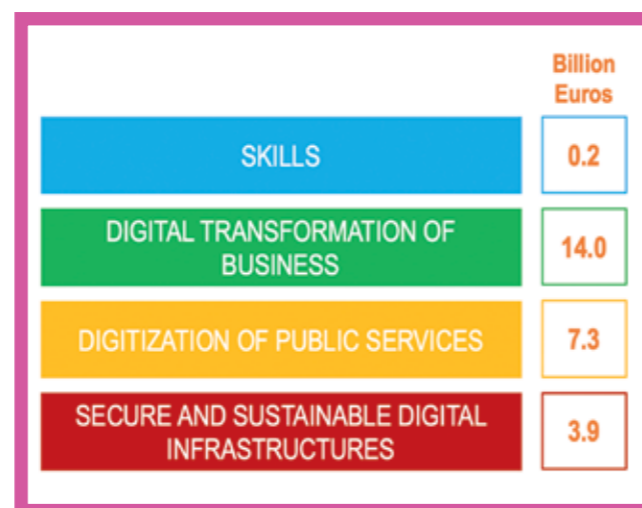 Billion
Euros
SKILLS
0.2
DIGITAL TRANSFORMATION OF
BUSINESS
14.0
DIGITIZATION OF PUBLIC SERVICES
7.3
SECURE AND SUSTAINABLE DIGITAL
INFRASTRUCTURES
3.9